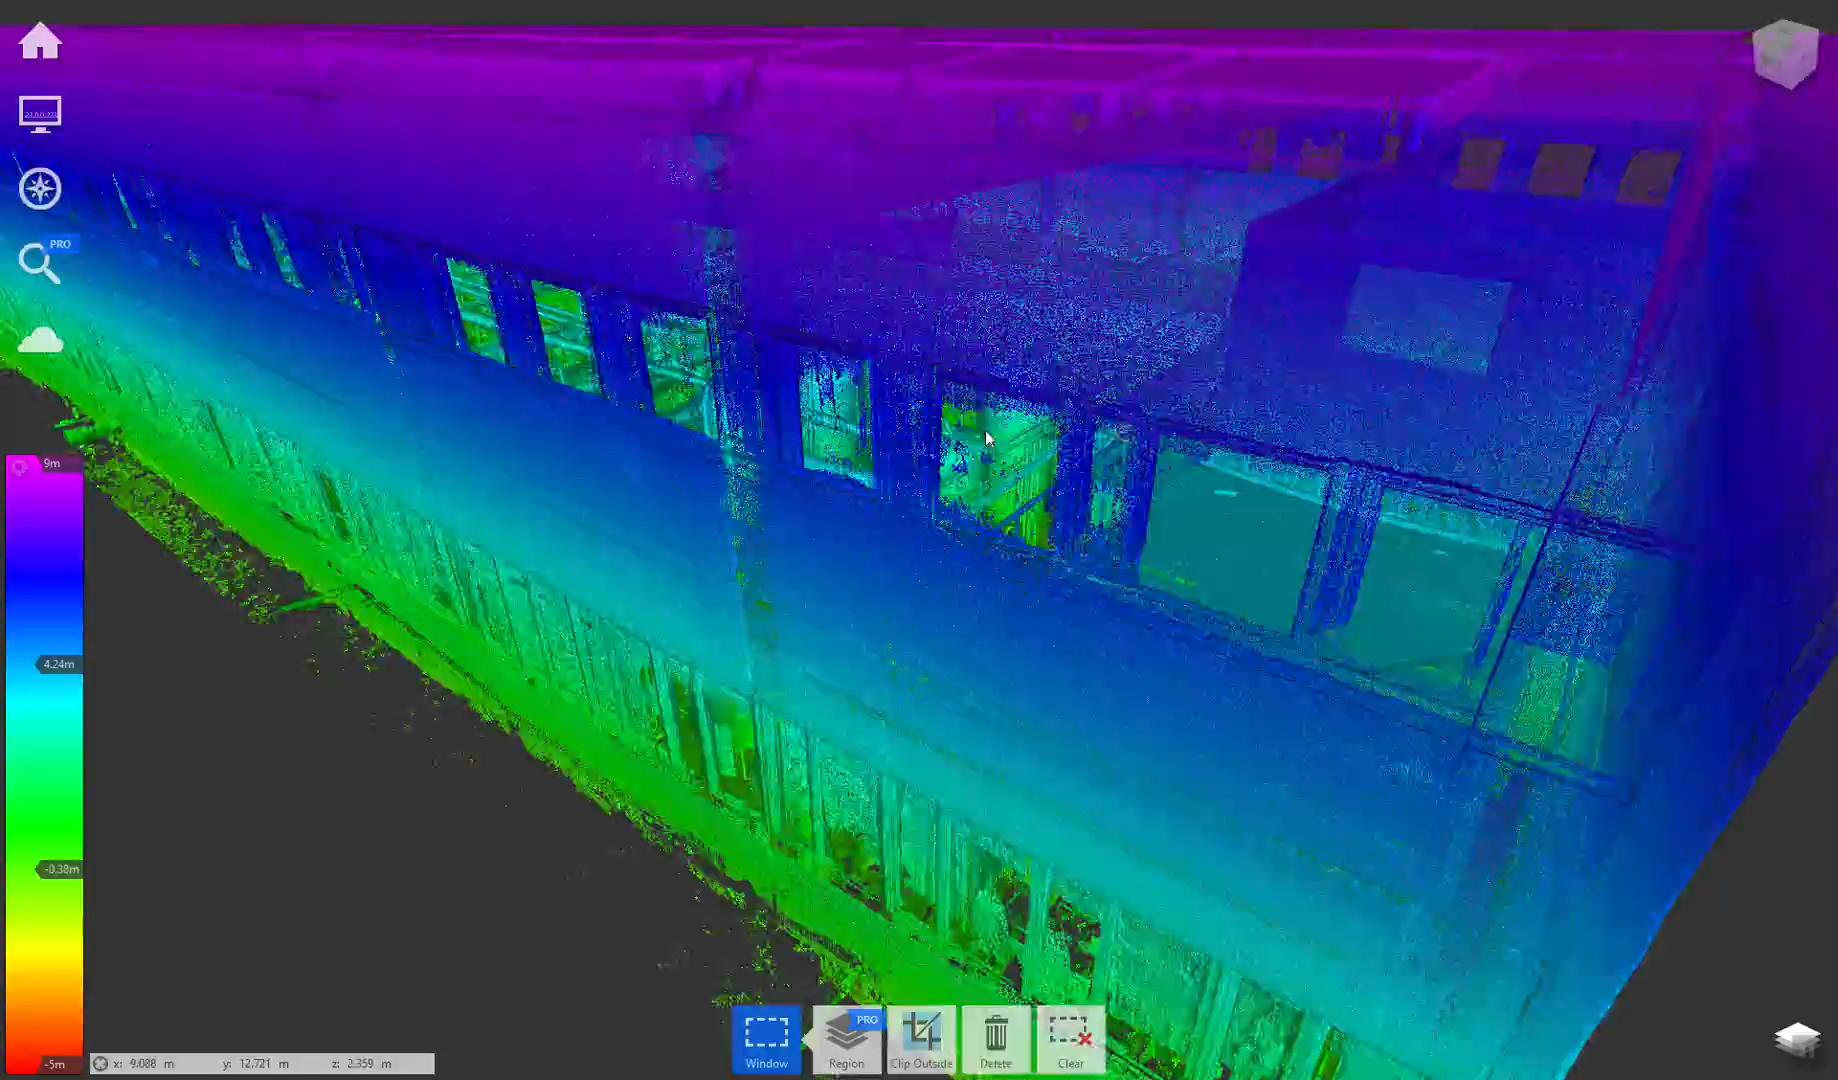 PRO
9m
4.24m
-0.38m
-5m
x: 9.088 m y: 12.721 m z: 2.359 m
Window
PRO
Region
Clip Outside
Delete
Clear